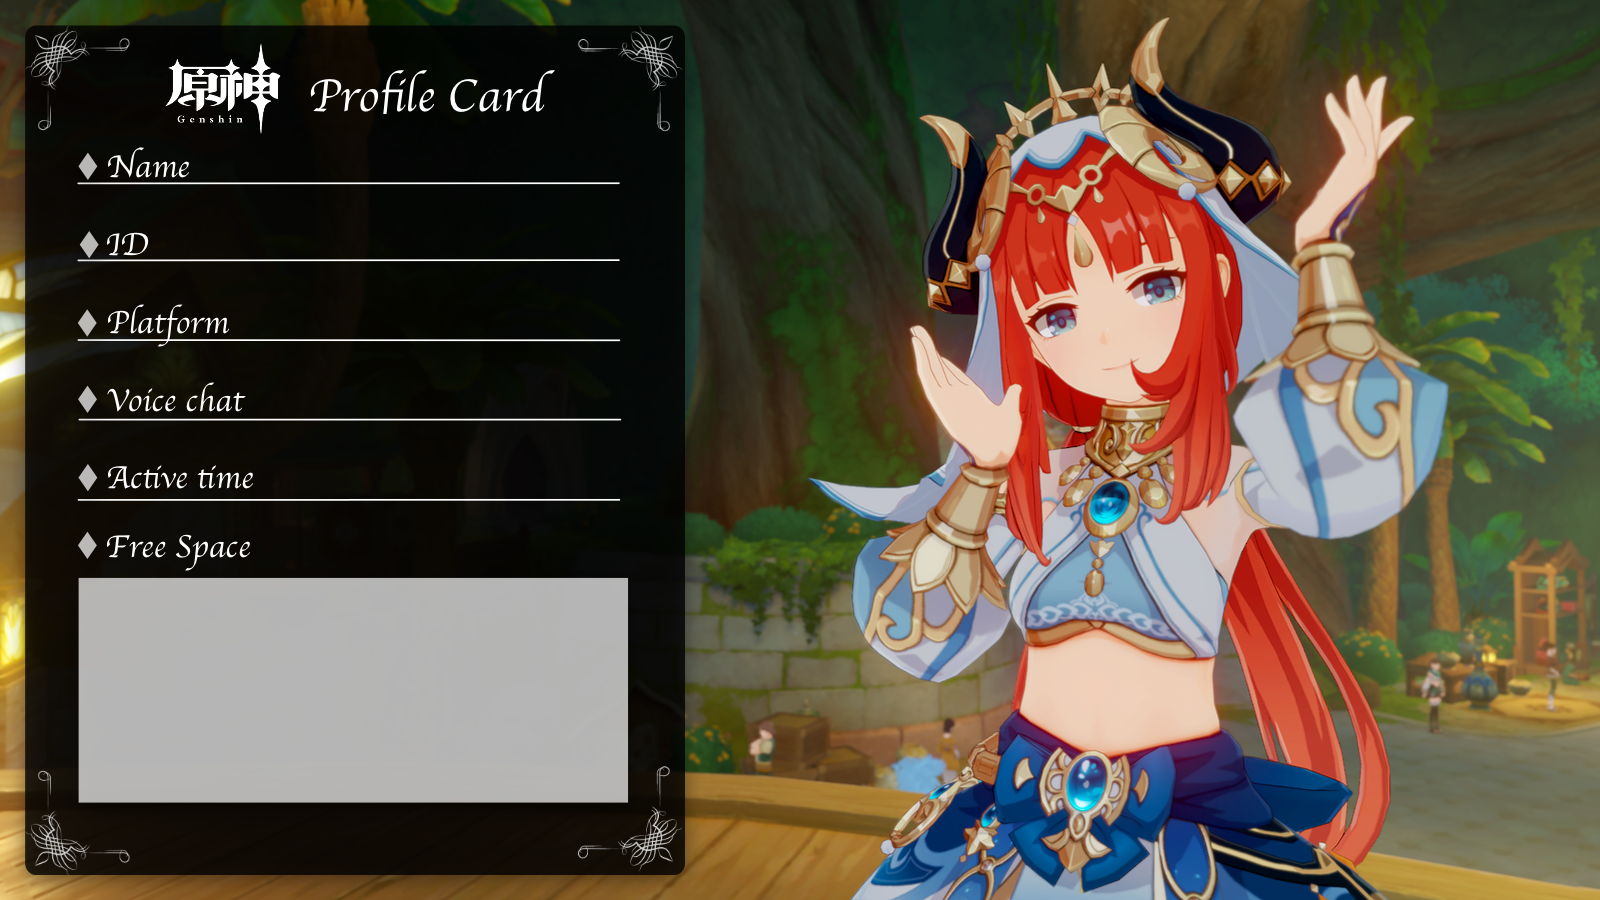 原神
Genshin
Profile Card
Name
ID
Platform
Voice chat
Active time
Free Space